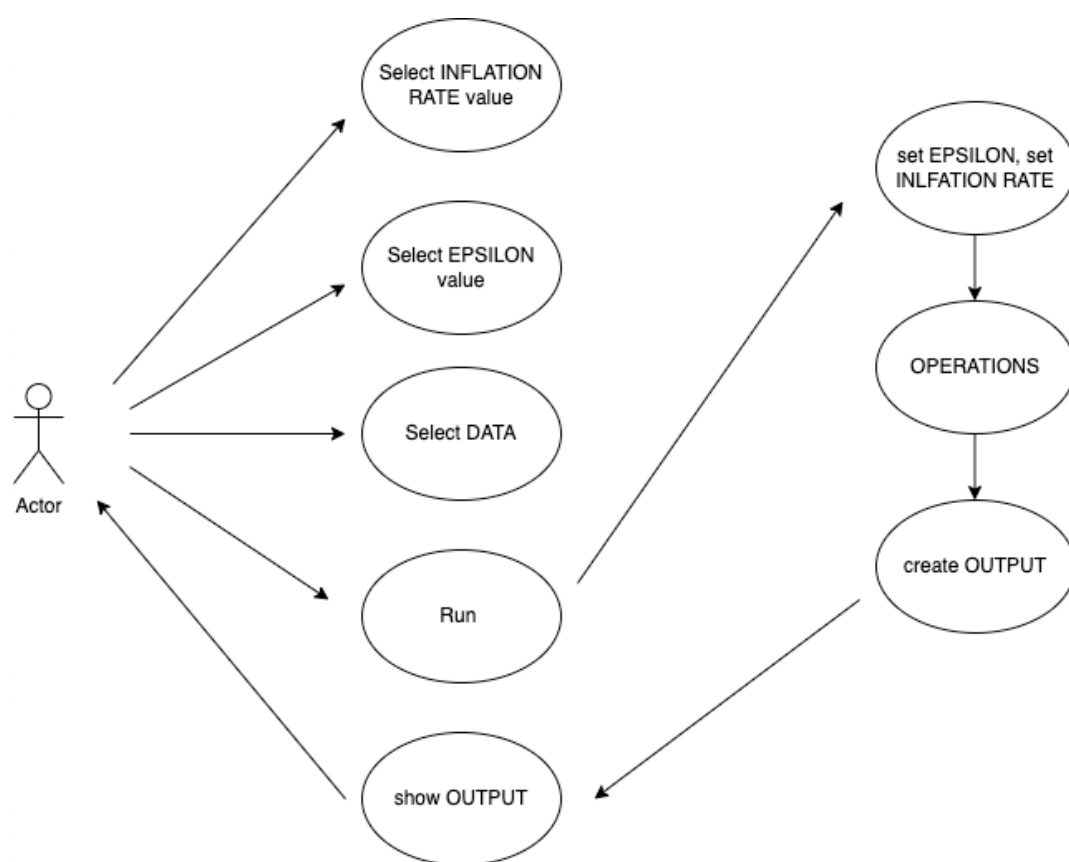 Select INFLATION
RATE value
set EPSILON, set
INLFATION RATE
Select EPSILON
value
OPERATIONS
Select DATA
Actor
create OUTPUT
Run
show OUTPUT